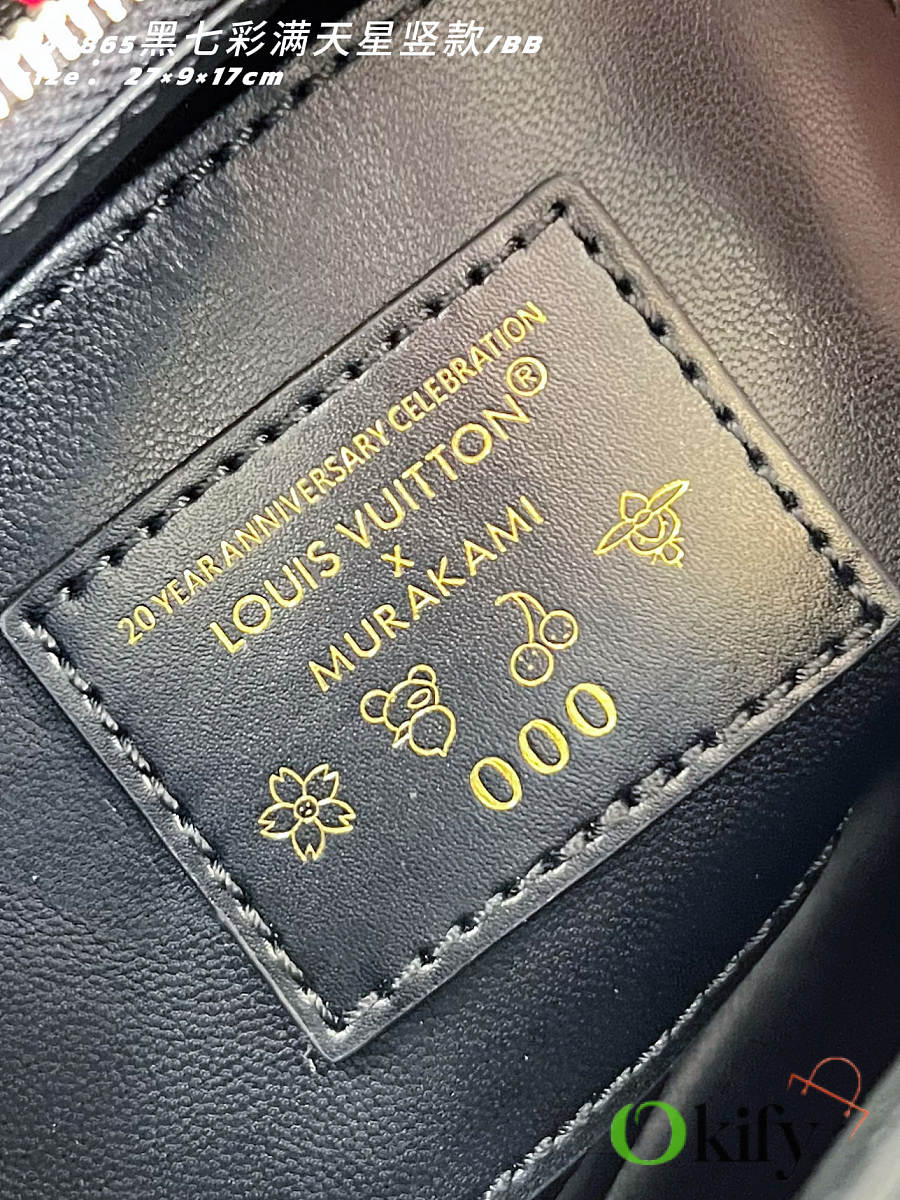 865黑七彩满天星竖款/BB
size: 27×9×17cm
20 YEAR ANNIVERSARY CELEBRATION
LOUIS VUITTON®
X
MURAKAMI
000
Okify